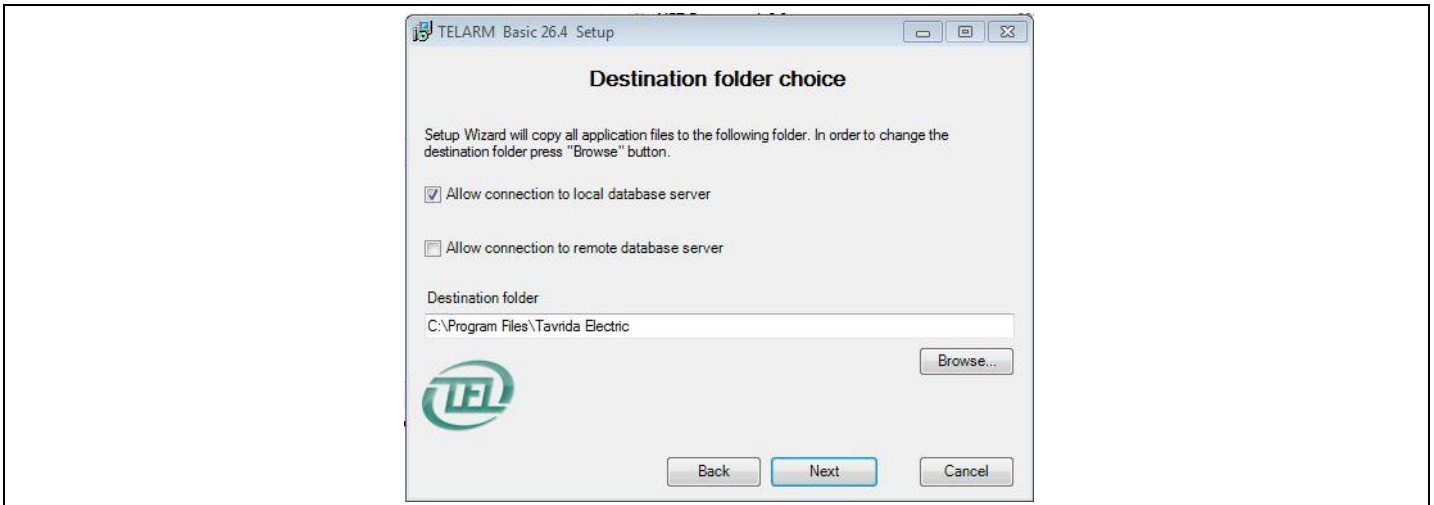 TELARM Basic 26.4 Setup
Destination folder choice
Setup Wizard will copy all application files to the following folder. In order to change the
destination folder press "Browse" button.
Allow connection to local database server
Allow connection to remote database server
Destination folder
C:\Program Files\Tavrida Electric
Browse...
TEL
Back Next Cancel